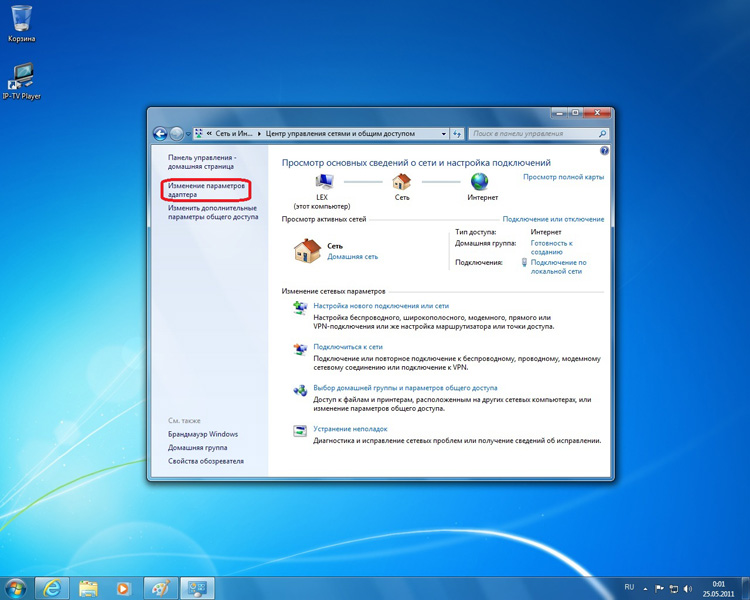 Корзина
IP-TV Player
« Сеть и Ин... ▸ Центр управления сетями и общим доступом
Поиск в панели управления
Панель управления -
домашняя страница
Изменение параметров
адаптера
Изменить дополнительные
параметры общего доступа
См. также
Брандмауэр Windows
Домашняя группа
Свойства обозревателя
Просмотр основных сведений о сети и настройка подключений
LEX
(этот компьютер)
Сеть
Интернет
Просмотр полной карты
Просмотр активных сетей
Подключение или отключение
Сеть
Домашняя сеть
Тип доступа: Интернет
Домашняя группа: Готовность к
созданию
Подключения: Подключение по
локальной сети
Изменение сетевых параметров
Настройка нового подключения или сети
Настройка беспроводного, широкополосного, модемного, прямого или
VPN-подключения или же настройка маршрутизатора или точки доступа.
Подключиться к сети
Подключение или повторное подключение к беспроводному, проводному, модемному
сетевому соединению или подключение к VPN.
Выбор домашней группы и параметров общего доступа
Доступ к файлам и принтерам, расположенным на других сетевых компьютерах, или
изменение параметров общего доступа.
Устранение неполадок
Диагностика и исправление сетевых проблем или получение сведений об исправлении.
RU
0:01
25.05.2011